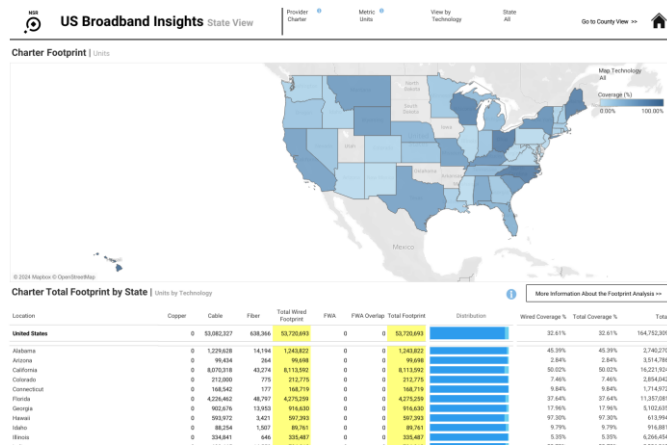 NSR
US Broadband Insights State View
Provider
Charter
Metric
Units
View by
Technology
State
All
Go to County View >>
Charter Footprint | Units
Map Technology
All
Coverage (%)
0.00% 100.00%
North Dakota
South Dakota
Iowa
Utah
Oklahoma
Arkansas
Mexico
© 2024 Mapbox © OpenStreetMap
Charter Total Footprint by State | Units by Technology
More Information About the Footprint Analysis >>
Location Copper Cable Fiber Total Wired Footprint FWA FWA Overlap Total Footprint Distribution Wired Coverage % Total Coverage % Total
United States 0 53,082,327 638,366 53,720,693 0 0 53,720,693 32.61% 32.61% 164,752,305
Alabama 0 1,229,628 14,194 1,243,822 0 0 1,243,822 45.39% 45.39% 2,740,270
Arizona 0 99,434 264 99,698 0 0 99,698 2.84% 2.84% 3,514,786
California 0 8,070,318 43,274 8,113,592 0 0 8,113,592 50.02% 50.02% 16,221,924
Colorado 0 212,000 775 212,775 0 0 212,775 7.46% 7.46% 2,854,042
Connecticut 0 168,542 177 168,719 0 0 168,719 9.84% 9.84% 1,714,972
Florida 0 4,226,462 48,797 4,275,259 0 0 4,275,259 37.64% 37.64% 11,357,081
Georgia 0 902,676 13,953 916,630 0 0 916,630 17.96% 17.96% 5,102,6
Hawaii 0 593,972 3,421 597,393 0 0 597,393 97.30% 97.30% 613,994
Idaho 0 88,254 1,507 89,761 0 0 89,761 9.79% 9.79% 916,881
Illinois 0 334,841 646 335,487 0 0 335,487 5.35% 5.35%